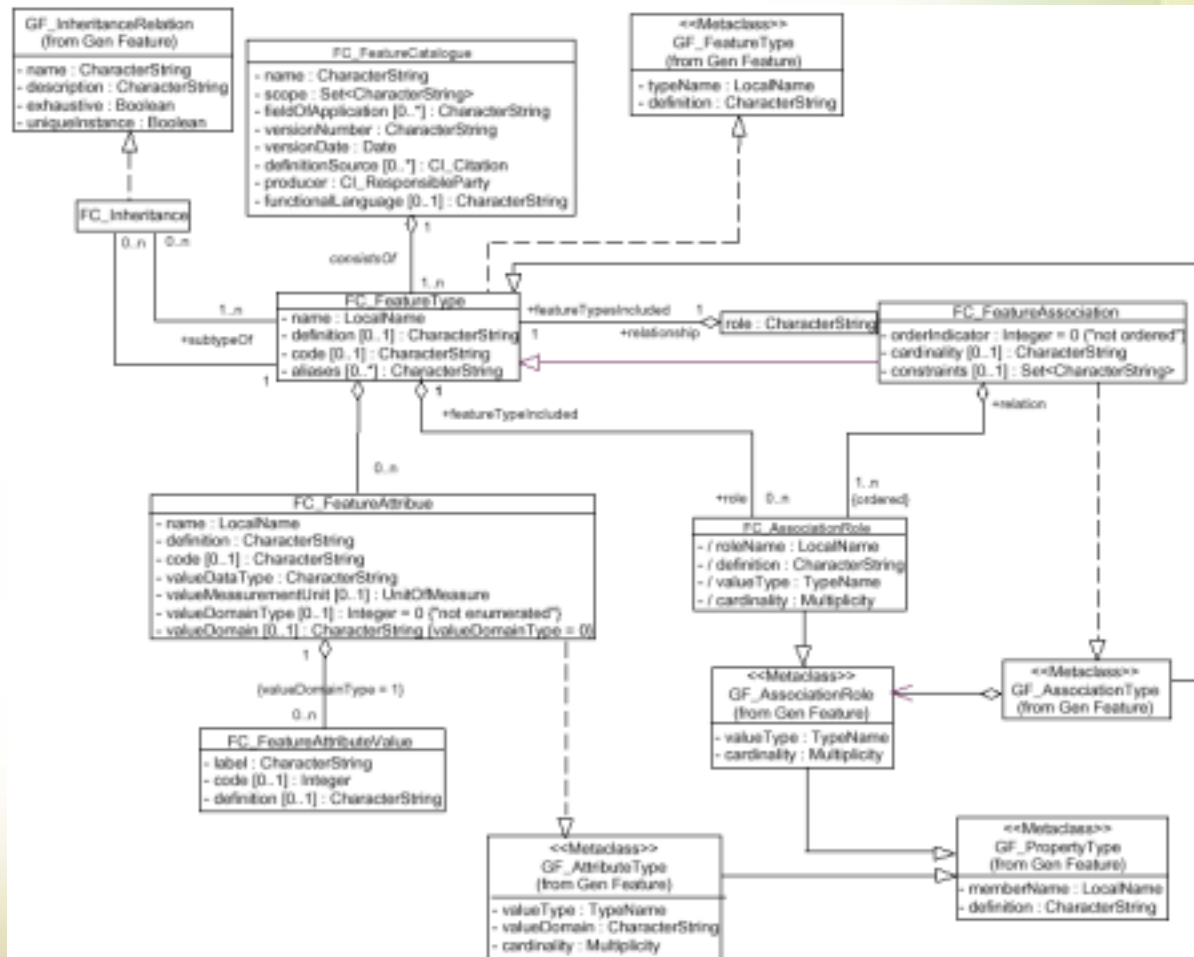 GF_InheritanceRelation
(from Gen Feature)
- name : CharacterString
- description : CharacterString
- exhaustive : Boolean
- uniqueInstance : Boolean
FC_FeatureCatalogue
- name : CharacterString
- scope : Set<CharacterString>
- fieldOfApplication [0..*] : CharacterString
- versionNumber : CharacterString
- versionDate : Date
- definitionSource [0..*] : CI_Citation
- producer : CI_ResponsibleParty
- functionalLanguage [0..1] : CharacterString
<<Metaclass>>
GF_FeatureType
(from Gen Feature)
- typeName : LocalName
- definition : CharacterString
FC_Inheritance
0..n
0..n
1
consistsOf
1..n
1..n
+subtypeOf
1
FC_FeatureType
- name : LocalName
- definition [0..1] : CharacterString
- code [0..1] : CharacterString
- aliases [0..*] : CharacterString
+featureTypesIncluded
1
1
+relationship
role : CharacterString
FC_FeatureAssociation
- orderIndicator : Integer = 0 ("not ordered")
- cardinality [0..1] : CharacterString
- constraints [0..1] : Set<CharacterString>
1
+featureTypeIncluded
+relation
0..n
+role
0..n
1..n
{ordered}
FC_FeatureAttribue
- name : LocalName
- definition : CharacterString
- code [0..1] : CharacterString
- valueDataType : CharacterString
- valueMeasurementUnit [0..1] : UnitOfMeasure
- valueDomainType [0..1] : Integer = 0 {"not enumerated"}
- valueDomain [0..1] : CharacterString {valueDomainType = 0}
FC_AssociationRole
- / roleName : LocalName
- / definition : CharacterString
- / valueType : TypeName
- / cardinality : Multiplicity
1
{valueDomainType = 1}
0..n
FC_FeatureAttributeValue
- label : CharacterString
- code [0..1] : Integer
- definition [0..1] : CharacterString
<<Metaclass>>
GF_AssociationRole
(from Gen Feature)
- valueType : TypeName
- cardinality : Multiplicity
<<Metaclass>>
GF_AssociationType
(from Gen Feature)
<<Metaclass>>
GF_AttributeType
(from Gen Feature)
- valueType : TypeName
- valueDomain : CharacterString
- cardinality : Multiplicity
<<Metaclass>>
GF_PropertyType
(from Gen Feature)
- memberName : LocalName
- definition : CharacterString